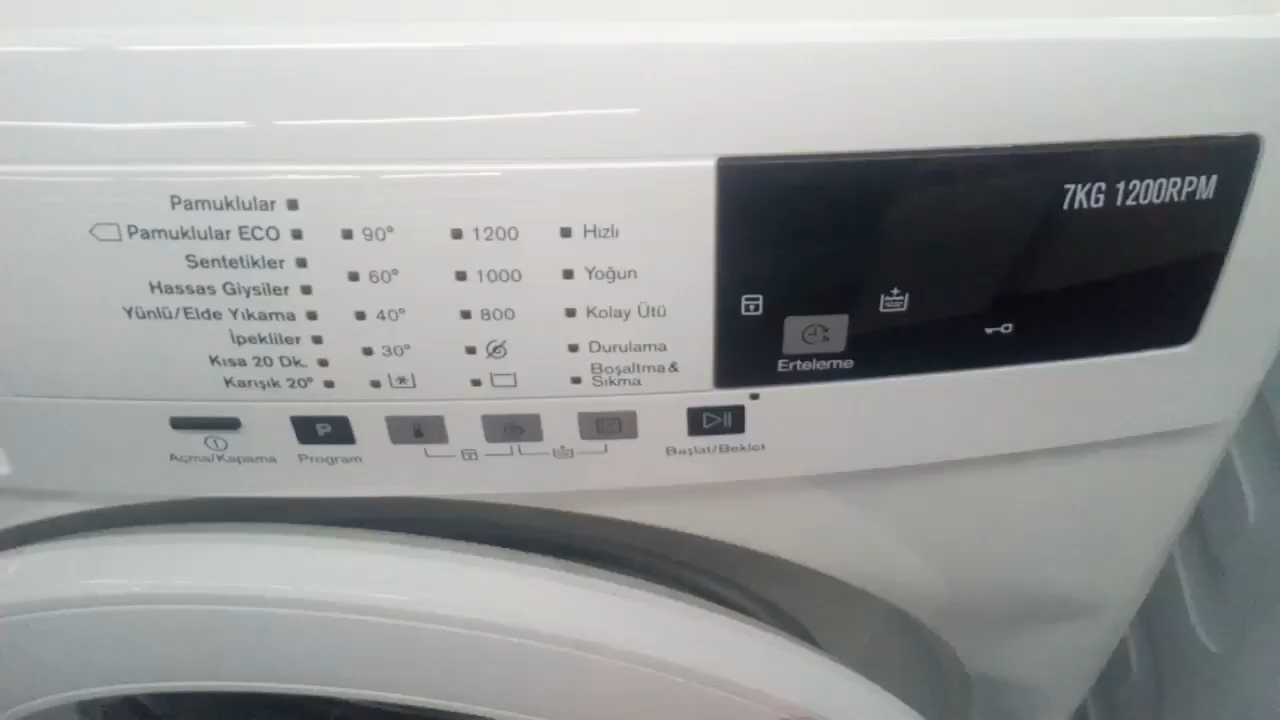 7KG 1200RPM
Pamuklular
Pamuklular ECO
Sentetikler
Hassas Giysiler
Yünlü/Elde Yıkama
İpekliler
Kısa 20 Dk.
Karışık 20°
90°
60°
40°
30°
1200
1000
800
Hızlı
Yoğun
Kolay Ütü
Durulama
Boşaltma &
Sıkma
Erteleme
Açma/Kapama
P
Program
Başlat/Beklet